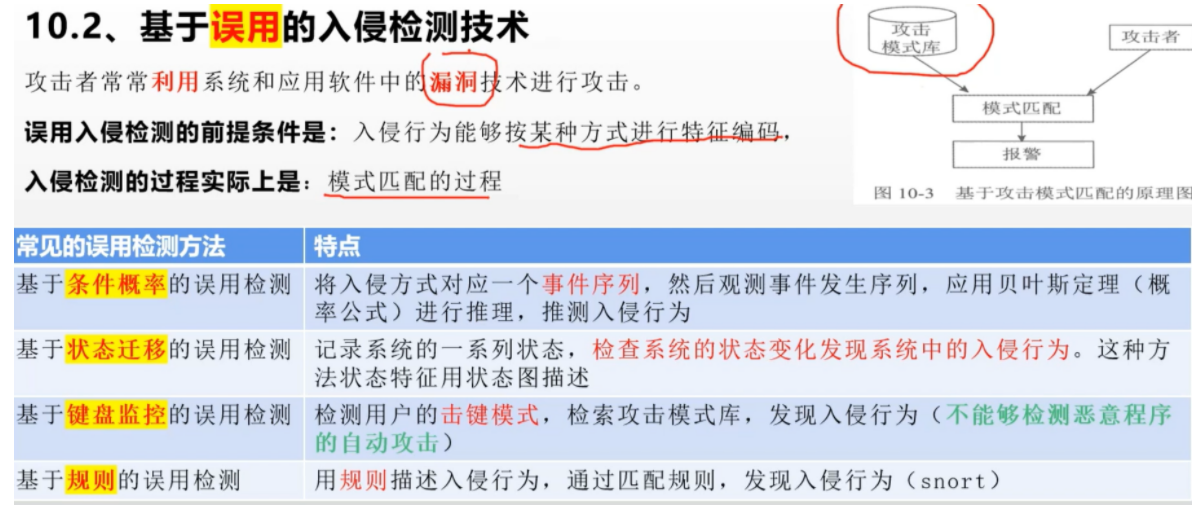 10.2、基于误用的入侵检测技术
攻击者常常利用系统和应用软件中的漏洞技术进行攻击。
误用入侵检测的前提条件是：入侵行为能够按某种方式进行特征编码，
入侵检测的过程实际上是：模式匹配的过程
攻击
模式库
攻击者
模式匹配
报警
图 10-3 基于攻击模式匹配的原理图
常见的误用检测方法 特点
基于条件概率的误用检测 将入侵方式对应一个事件序列，然后观测事件发生序列，应用贝叶斯定理（概
率公式）进行推理，推测入侵行为
基于状态迁移的误用检测 记录系统的一系列状态，检查系统的状态变化发现系统中的入侵行为。这种方
法状态特征用状态图描述
基于键盘监控的误用检测 检测用户的击键模式，检索攻击模式库，发现入侵行为（不能够检测恶意程序
的自动攻击）
基于规则的误用检测 用规则描述入侵行为，通过匹配规则，发现入侵行为（snort）